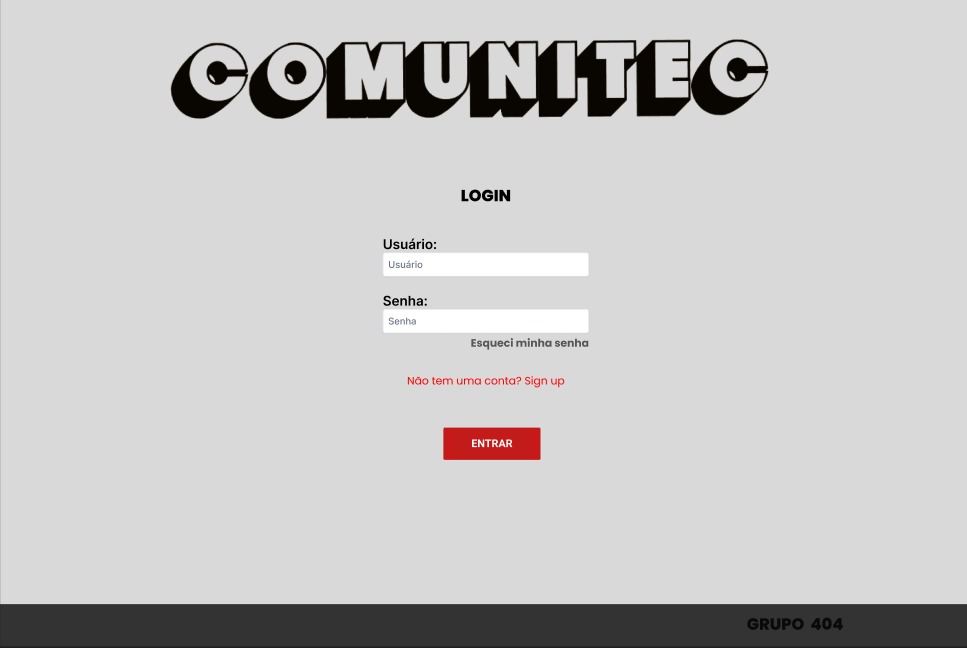 COMUNITEC
LOGIN
Usuário:
Usuário
Senha:
Senha
Esqueci minha senha
Não tem uma conta? Sign up
ENTRAR
GRUPO 404